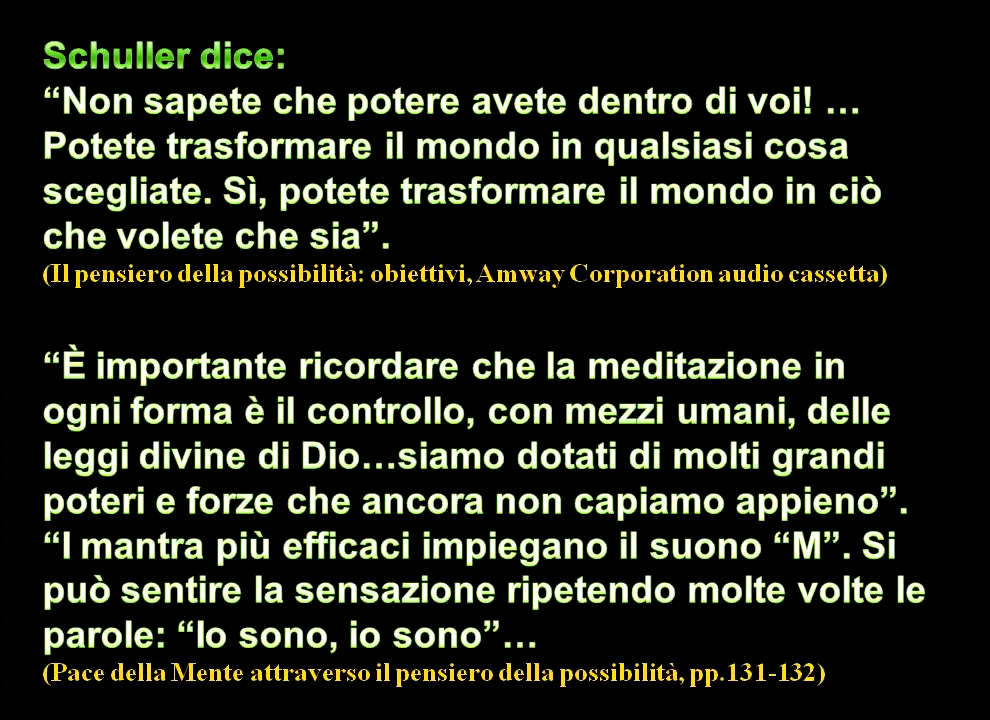 Schuller dice:
“Non sapete che potere avete dentro di voi! …
Potete trasformare il mondo in qualsiasi cosa
scegliate. Sì, potete trasformare il mondo in ciò
che volete che sia”.
(Il pensiero della possibilità: obiettivi, Amway Corporation audio cassetta)
“È importante ricordare che la meditazione in
ogni forma è il controllo, con mezzi umani, delle
leggi divine di Dio…siamo dotati di molti grandi
poteri e forze che ancora non capiamo appieno”.
“I mantra più efficaci impiegano il suono “M”. Si
può sentire la sensazione ripetendo molte volte le
parole: “Io sono, io sono”…
(Pace della Mente attraverso il pensiero della possibilità, pp.131-132)